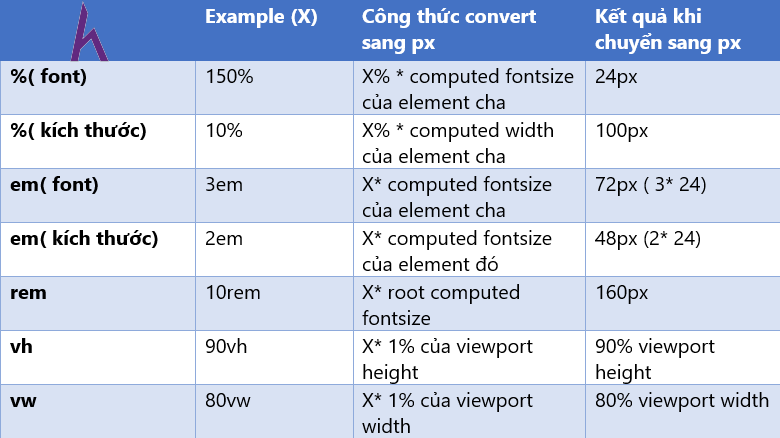 Example (X) Công thức convert Kết quả khi
sang px chuyển sang px
%( font) 150% X% * computed fontsize 24px
của element cha
%( kích thước) 10% X% * computed width 100px
của element cha
em( font) 3em X* computed fontsize 72px ( 3* 24)
của element cha
em( kích thước) 2em X* computed fontsize 48px (2* 24)
của element đó
rem 10rem X* root computed 160px
fontsize
vh 90vh X* 1% của viewport 90% viewport
height height
vw 80vw X* 1% của viewport 80% viewport width
width